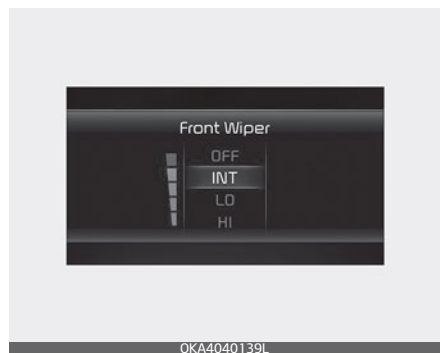 Front Wiper
OFF
INT
LO
HI
OKA4040139L